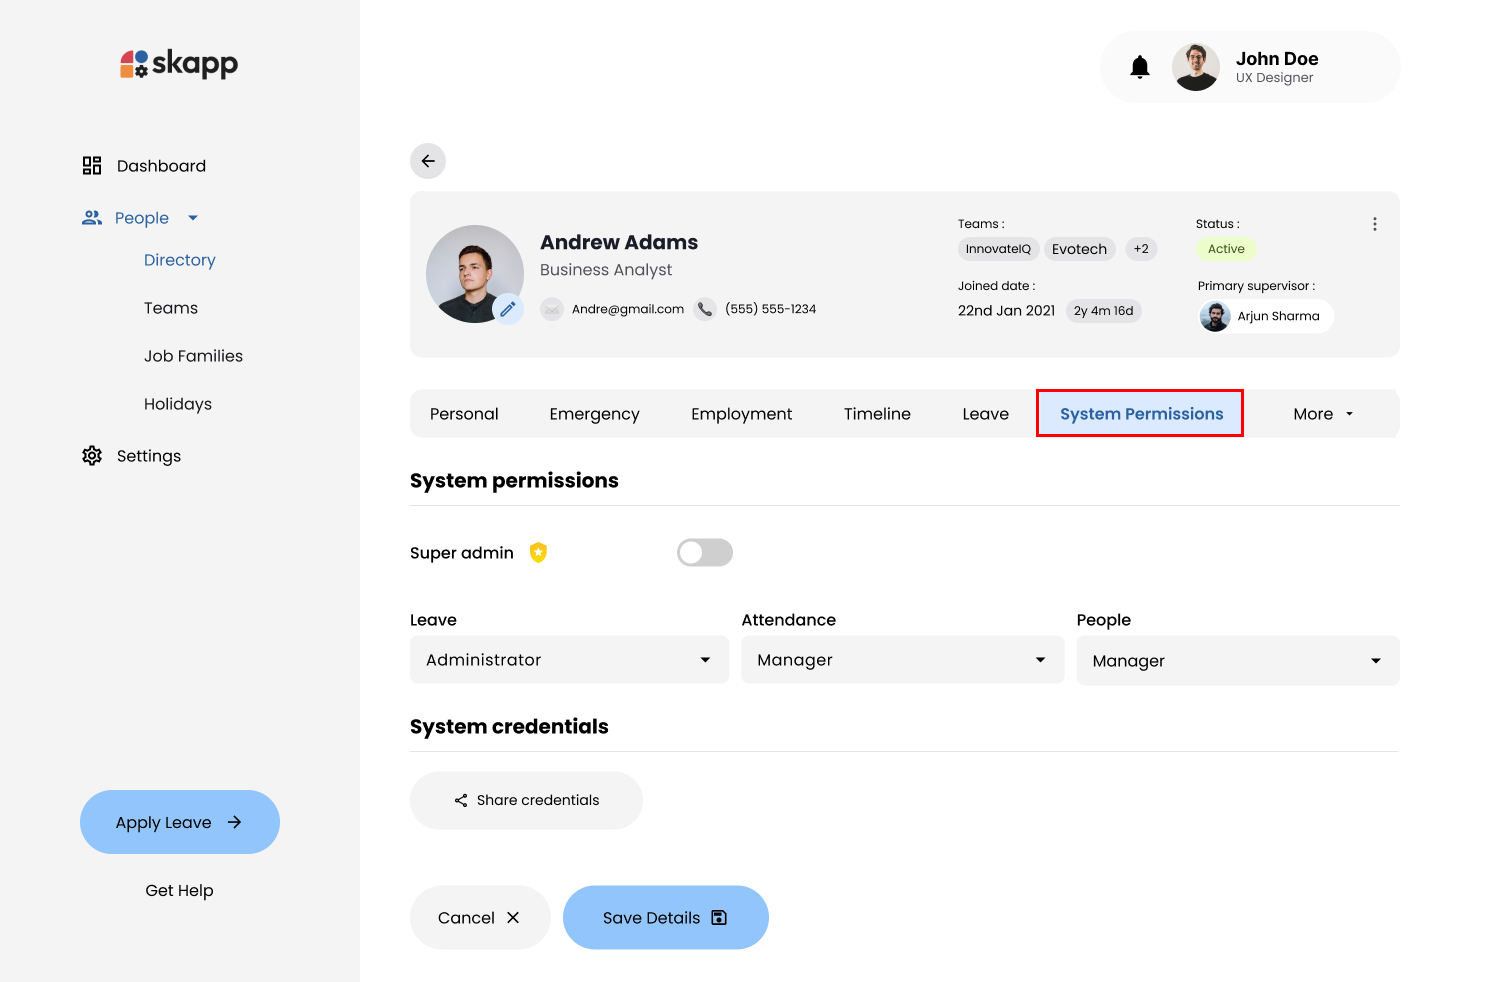 skapp
John Doe
UX Designer
Dashboard
People
Directory
Teams
Job Families
Holidays
Settings
Apply Leave
Get Help
Andrew Adams
Business Analyst
Andre@gmail.com (555) 555-1234
Teams :
InnovateIQ Evotech +2
Joined date :
22nd Jan 2021 2y 4m 16d
Status :
Active
Primary supervisor :
Arjun Sharma
Personal Emergency Employment Timeline Leave System Permissions More
System permissions
Super admin
Leave Attendance People
Administrator Manager Manager
System credentials
Share credentials
Cancel Save Details